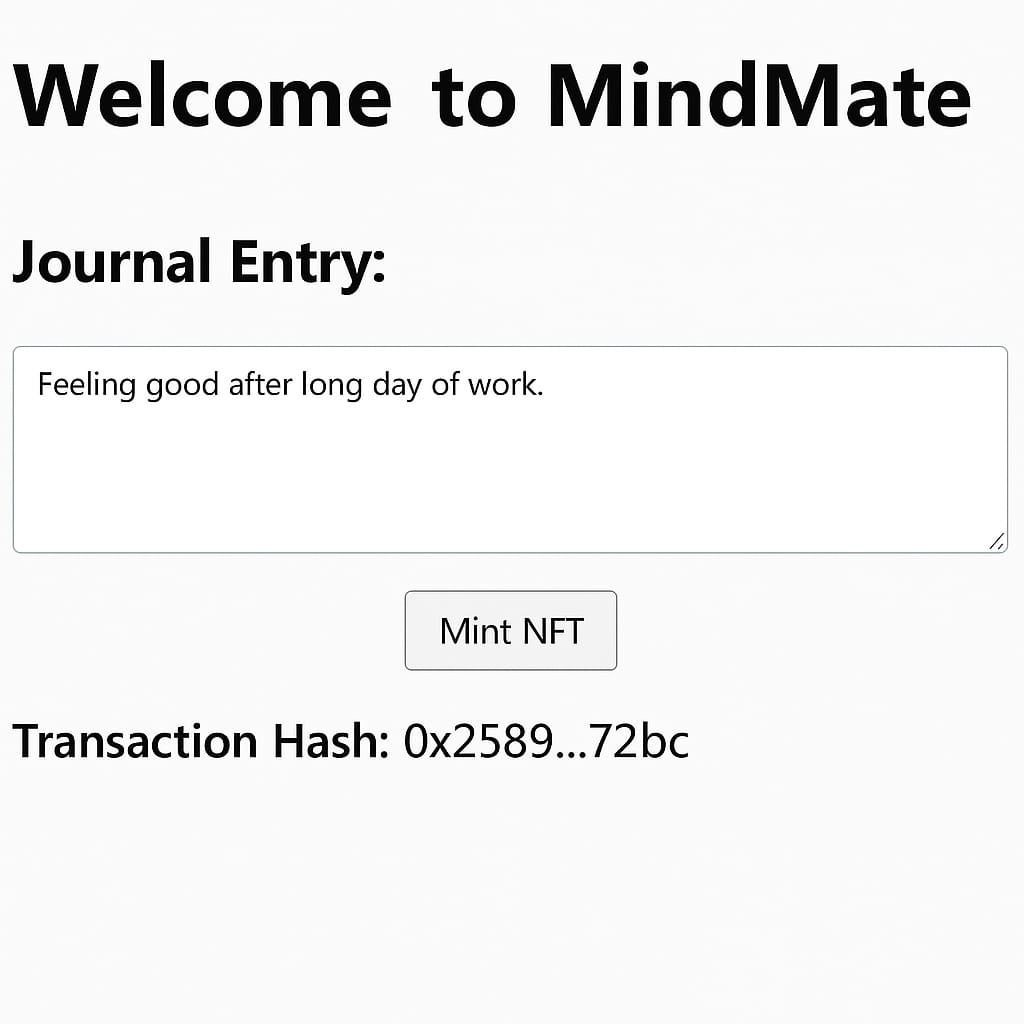 Welcome to MindMate
Journal Entry:
Feeling good after long day of work.
Mint NFT
Transaction Hash: 0x2589...72bc